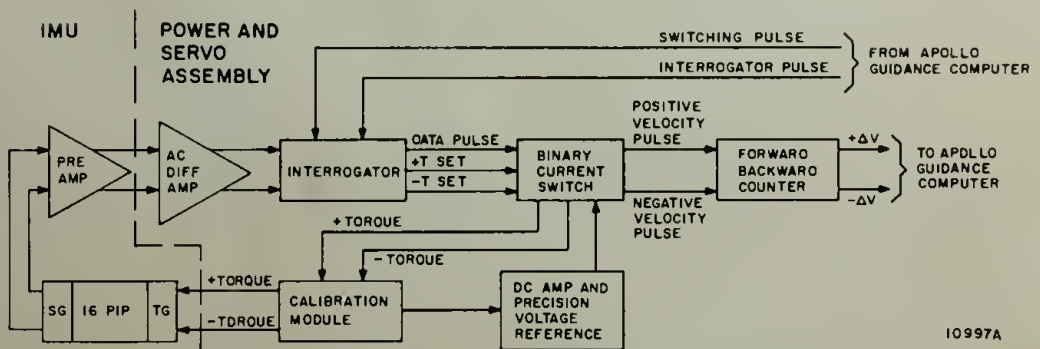 IMU
POWER AND
SERVO
ASSEMBLY
SWITCHING PULSE
INTERROGATOR PULSE
FROM APOLLO
GUIDANCE COMPUTER
PRE
AMP
AC
DIFF
AMP
INTERROGATOR
OATA PULSE
+T SET
-T SET
BINARY
CURRENT
SWITCH
POSITIVE
VELOCITY
PULSE
NEGATIVE
VELOCITY
PULSE
FORWARO
BACKWARO
COUNTER
+ΔV
-ΔV
TO APDLLO
GUIDANCE
COMPUTER
+TOROUE
-TOROUE
SG
16 PIP
TG
+TORQUE
-TDROUE
CALIBRATION
MODULE
DC AMP AND
PRECISION
VOLTAGE
REFERENCE
10997A